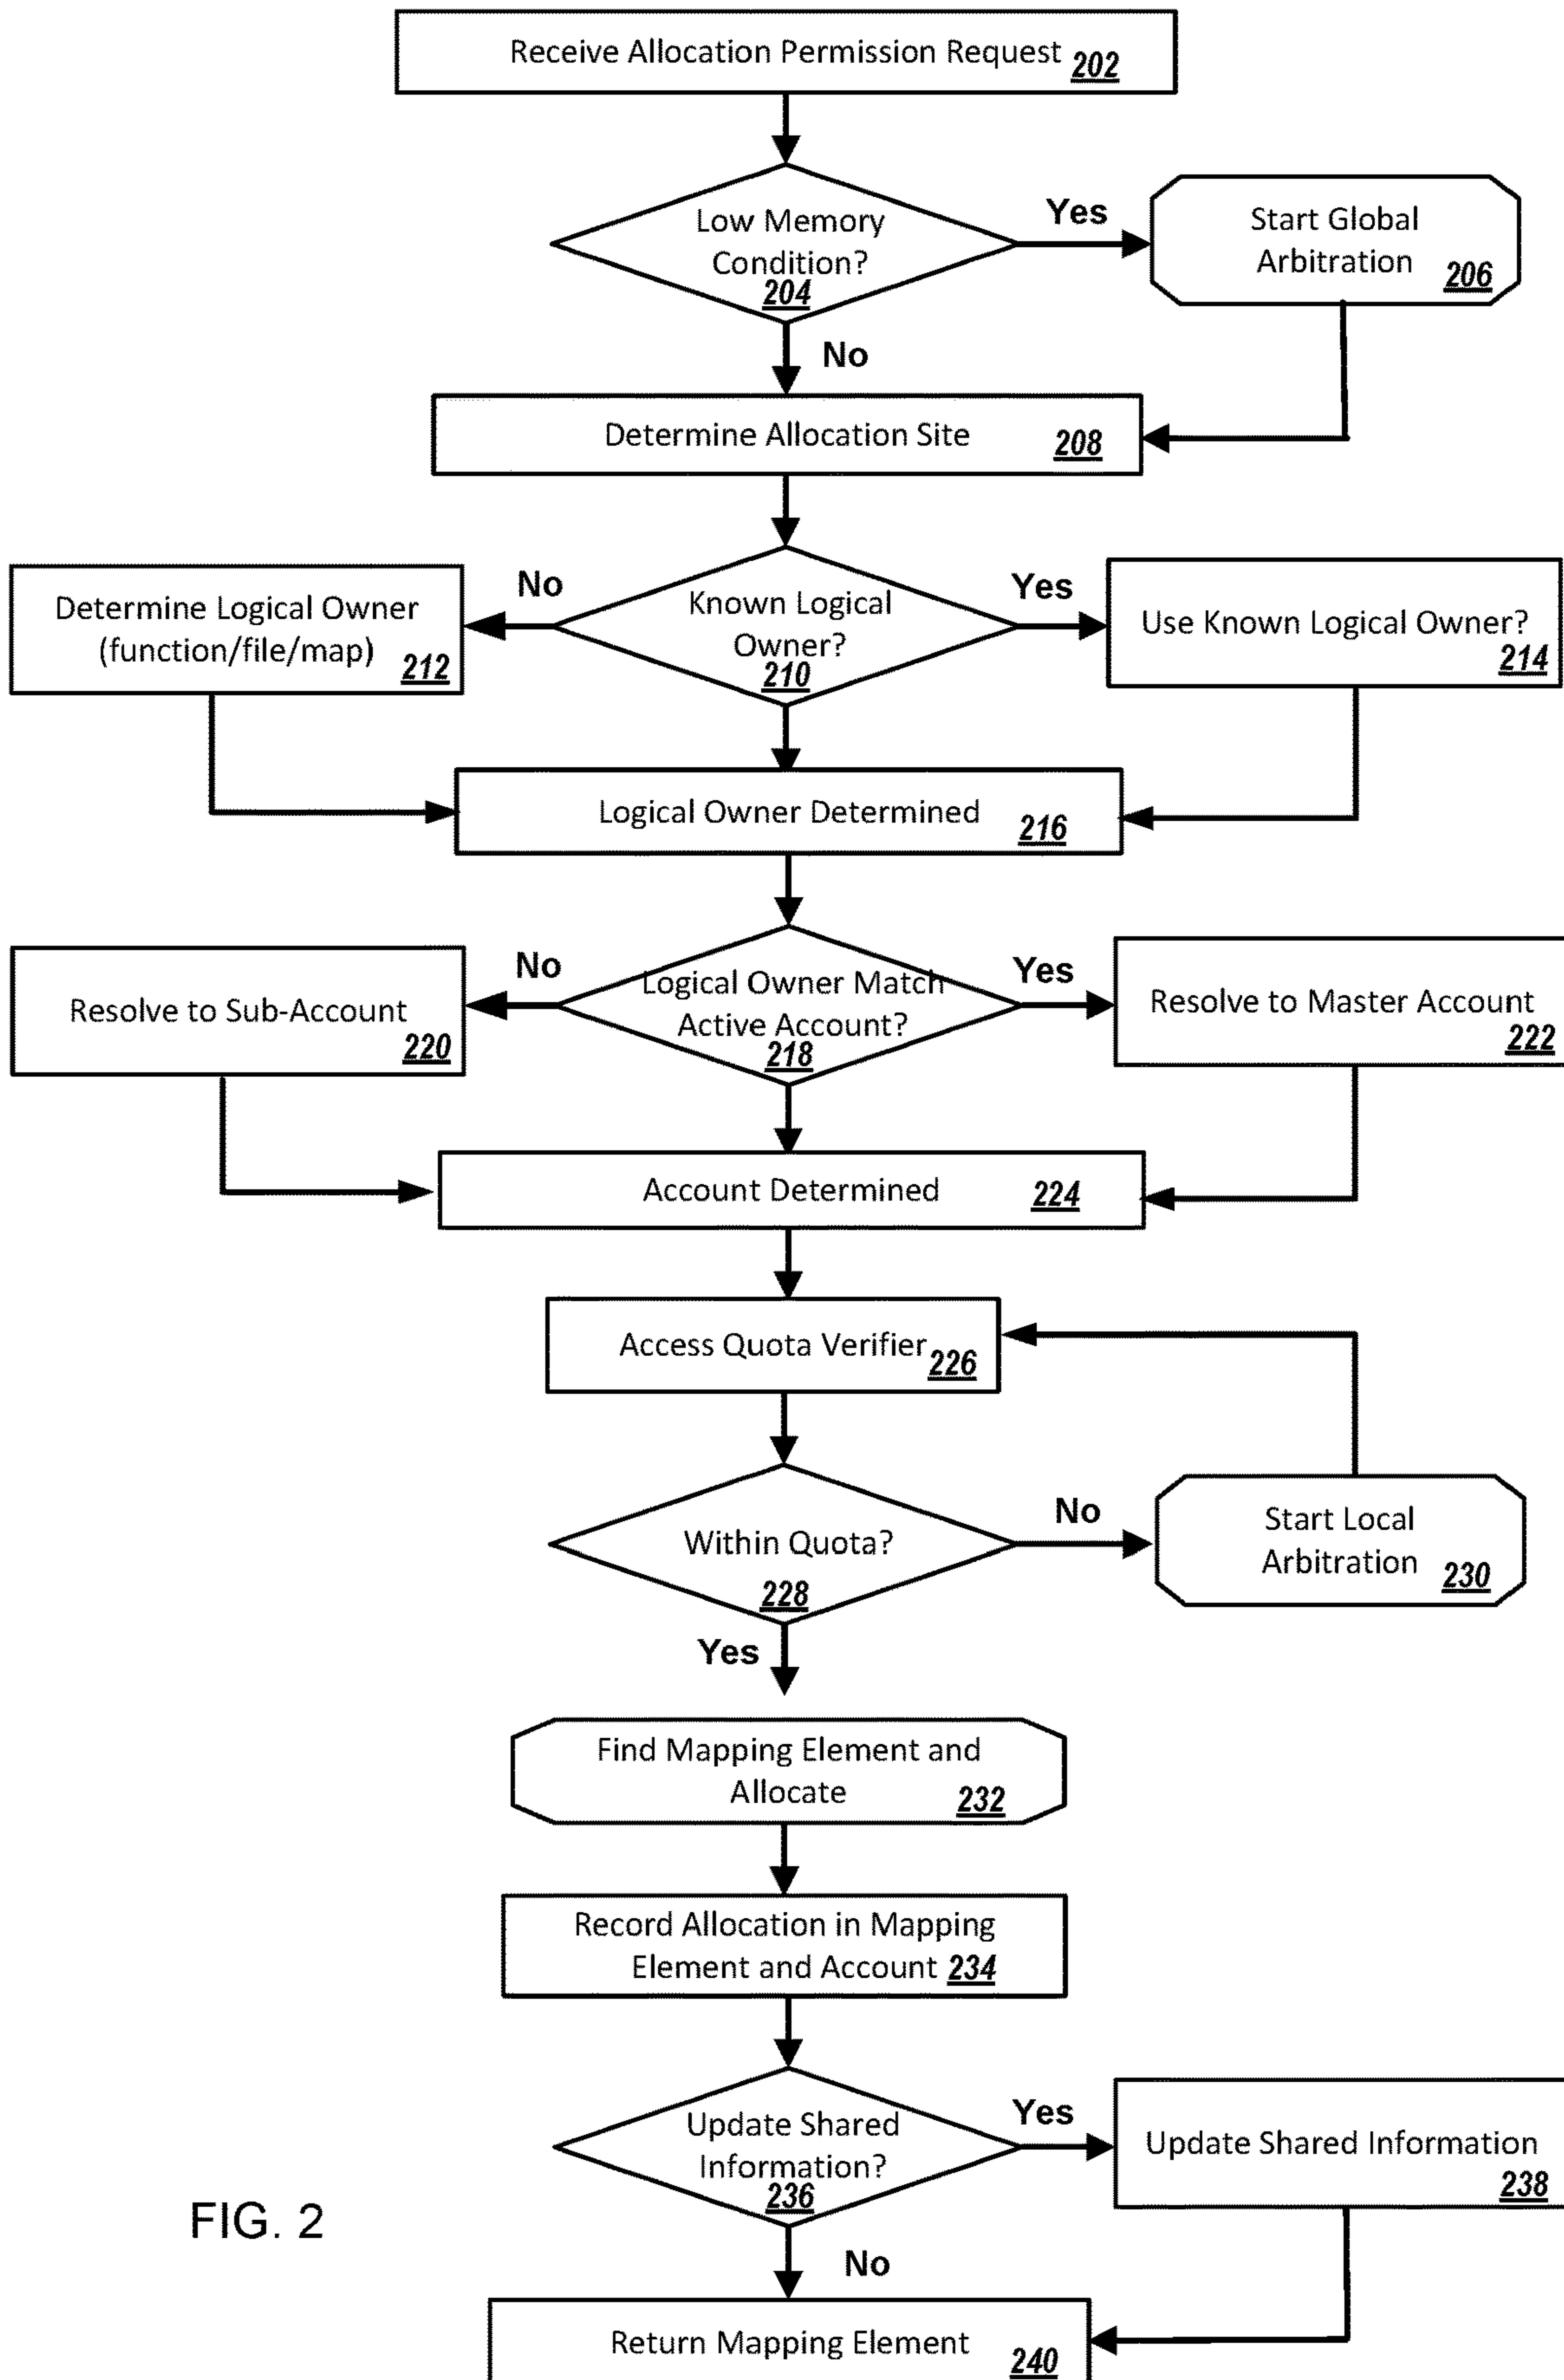 Receive Allocation Permission Request 202
Low Memory
Condition?
204
Yes
Start Global
Arbitration 206
No
Determine Allocation Site 208
No
Yes
Determine Logical Owner
(function/file/map) 212
Known Logical
Owner?
210
Use Known Logical Owner?
214
Logical Owner Determined 216
No
Yes
Resolve to Sub-Account
220
Logical Owner Match
Active Account?
218
Resolve to Master Account
222
Account Determined 224
Access Quota Verifier 226
Within Quota?
228
No
Start Local
Arbitration 230
Yes
Find Mapping Element and
Allocate 232
Record Allocation in Mapping
Element and Account 234
Update Shared
Information?
236
Yes
Update Shared Information
238
FIG. 2
No
Return Mapping Element 240